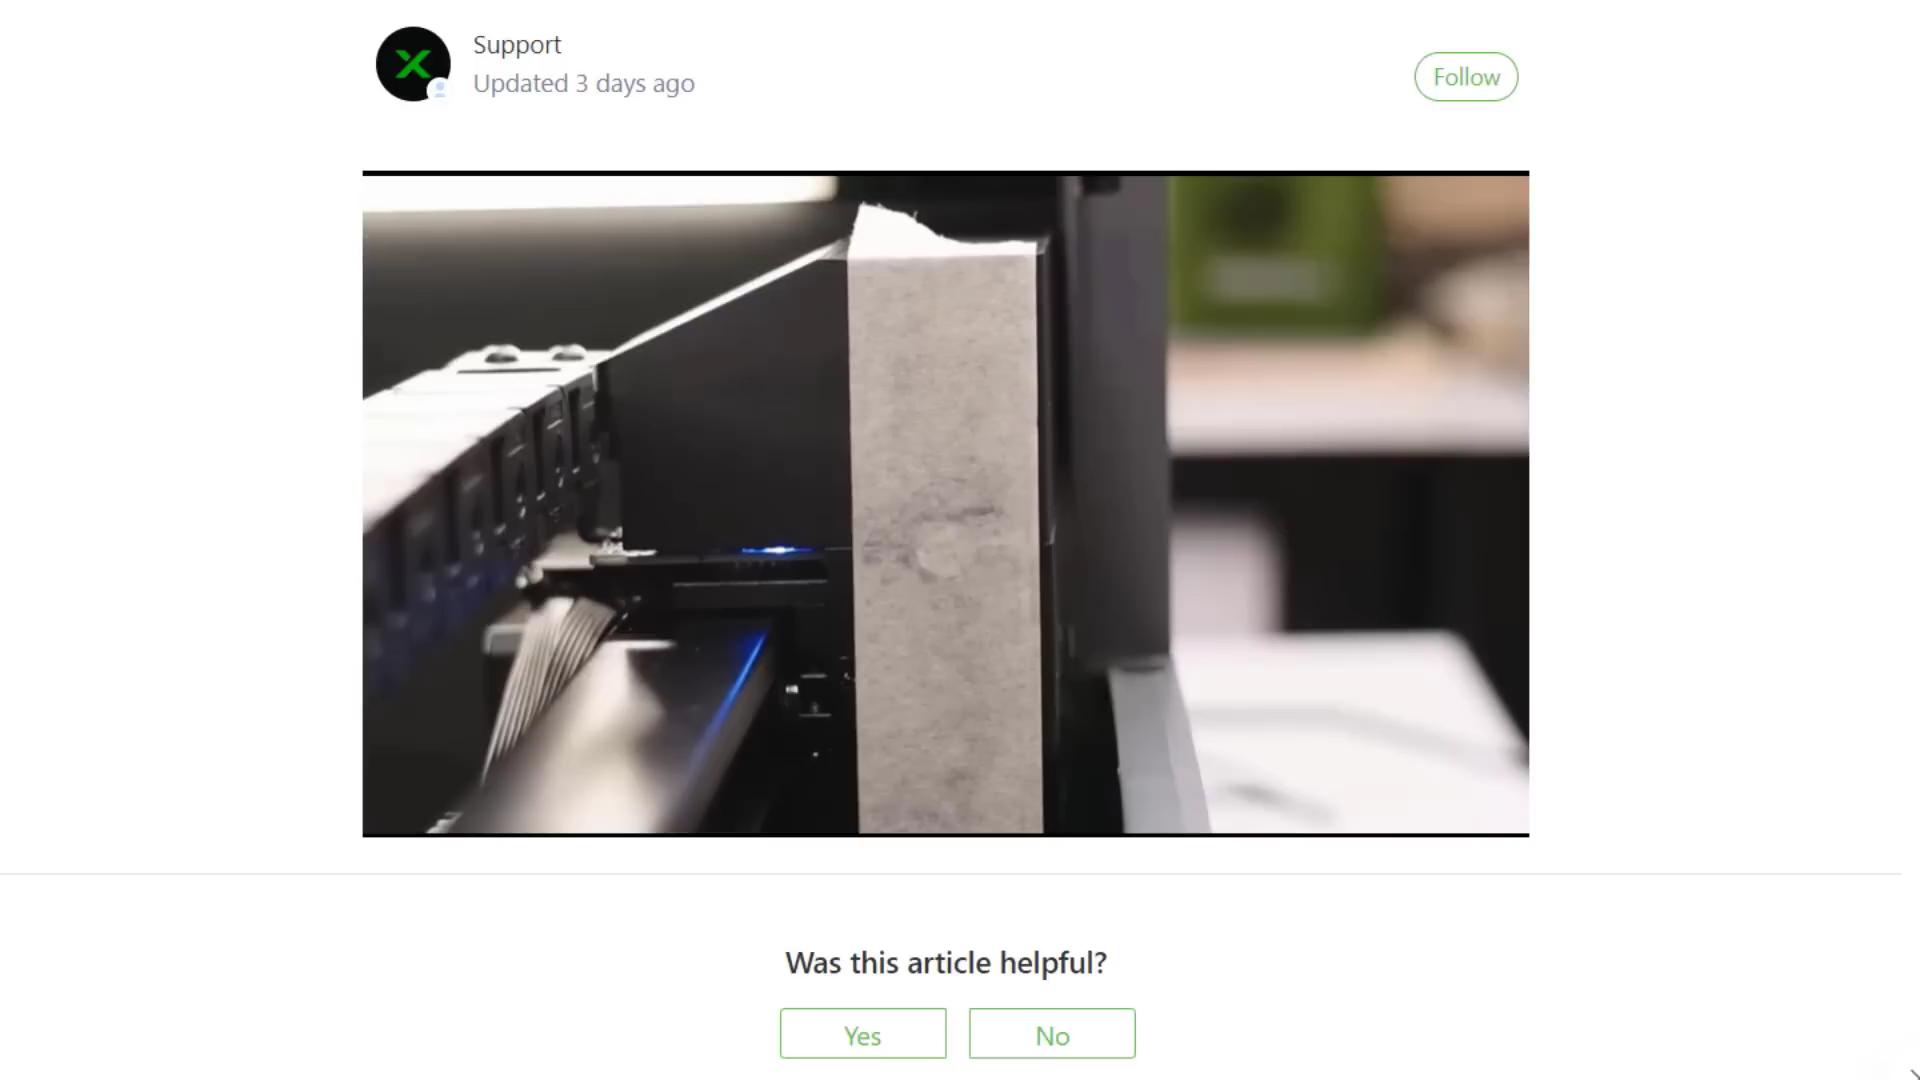 Support
Updated 3 days ago
Follow
Was this article helpful?
Yes
No